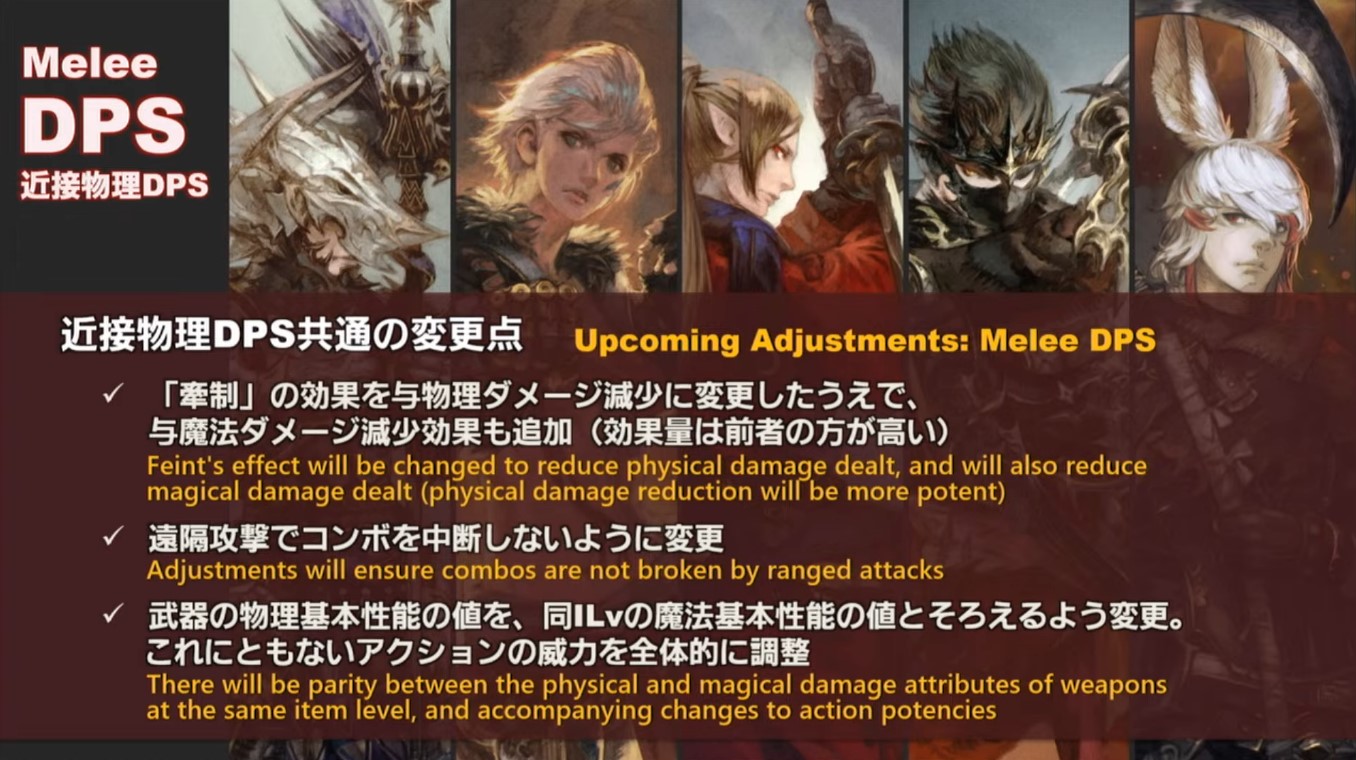 Melee
DPS
近接物理DPS
近接物理DPS共通の変更点 Upcoming Adjustments: Melee DPS
✓ 「牽制」の効果を与物理ダメージ減少に変更したうえで、
与魔法ダメージ減少効果も追加（効果量は前者の方が高い）
Feint's effect will be changed to reduce physical damage dealt, and will also reduce
magical damage dealt (physical damage reduction will be more potent)
✓ 遠隔攻撃でコンボを中断しないように変更
Adjustments will ensure combos are not broken by ranged attacks
✓ 武器の物理基本性能の値を、同ILvの魔法基本性能の値とそろえるよう変更。
これにともないアクションの威力を全体的に調整
There will be parity between the physical and magical damage attributes of weapons
at the same item level, and accompanying changes to action potencies